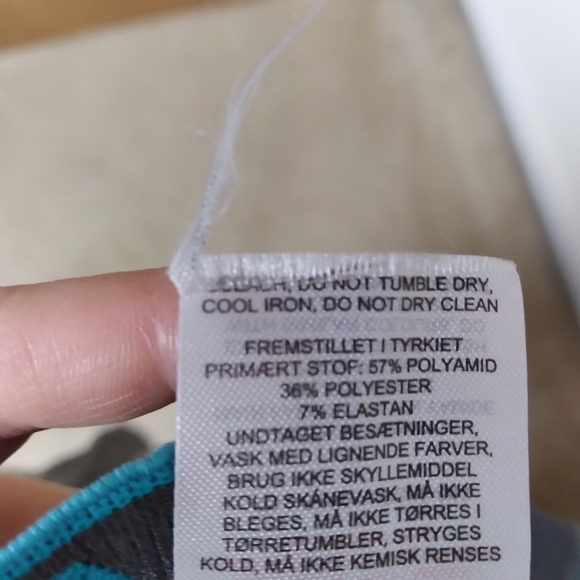 BLEACH, DO NOT TUMBLE DRY,
COOL IRON, DO NOT DRY CLEAN
FREMSTILLET I TYRKIET
PRIMÆRT STOF: 57% POLYAMID
36% POLYESTER
7% ELASTAN
UNDTAGET BESÆTNINGER,
VASK MED LIGNENDE FARVER,
BRUG IKKE SKYLLEMIDDEL
KOLD SKÅNEVASK, MÅ IKKE
BLEGES, MÅ IKKE TØRRES I
TØRRETUMBLER, STRYGES
KOLD, MÅ IKKE KEMISK RENSES